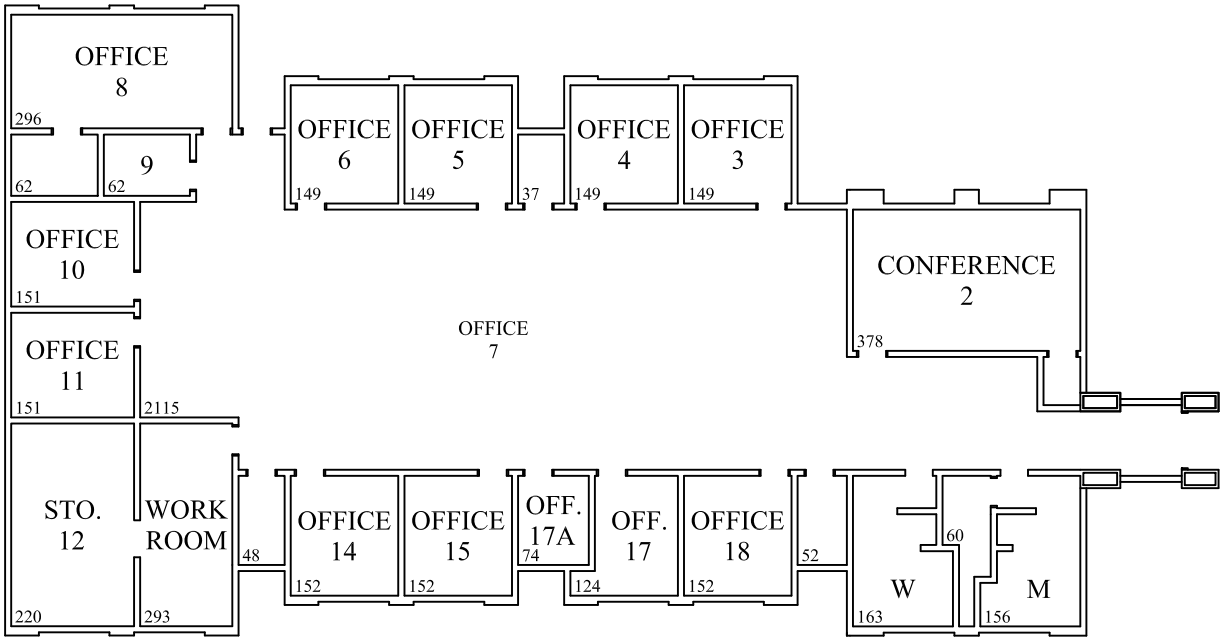 OFFICE
8
296
62
9
62
OFFICE
6
149
OFFICE
5
149
37
OFFICE
4
149
OFFICE
3
149
OFFICE
10
151
CONFERENCE
2
378
OFFICE
7
2115
OFFICE
11
151
STO.
12
220
WORK
ROOM
293
48
OFFICE
14
152
OFFICE
15
152
OFF.
17A
74
OFF.
17
124
OFFICE
18
152
52
W
163
60
M
156